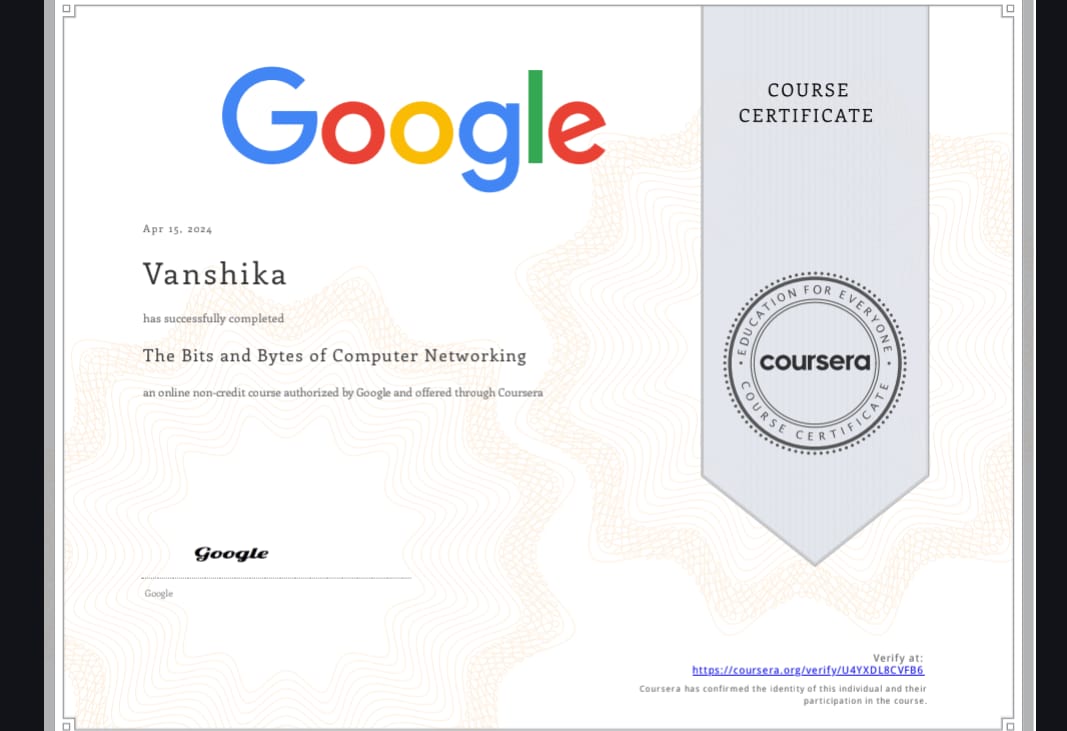 Google
COURSE
CERTIFICATE
Apr 15, 2024
Vanshika
has successfully completed
The Bits and Bytes of Computer Networking
an online non-credit course authorized by Google and offered through Coursera
EDUCATION FOR EVERYONE
coursera
COURSE CERTIFICATE
Google
Google
Verify at:
https://coursera.org/verify/U4YXDL8CVFB6
Coursera has confirmed the identity of this individual and their
participation in the course.